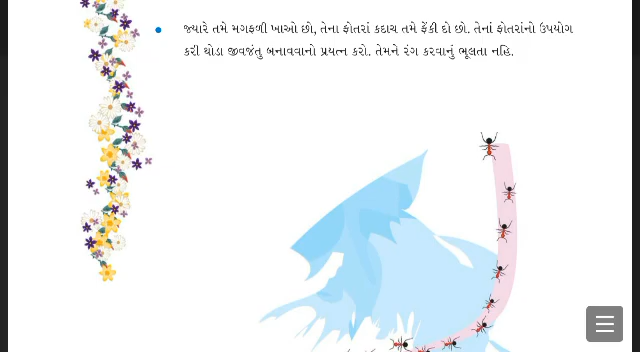 જ્યારે તમે મગફળી ખાઓ છો, તેના ફોતરાં કદાચ તમે ફેંકી દો છો. તેનાં ફોતરાંનો ઉપયોગ
કરી થોડા જીવજંતુ બનાવવાનો પ્રયત્ન કરો. તેમને રંગ કરવાનું ભૂલતા નહિ.